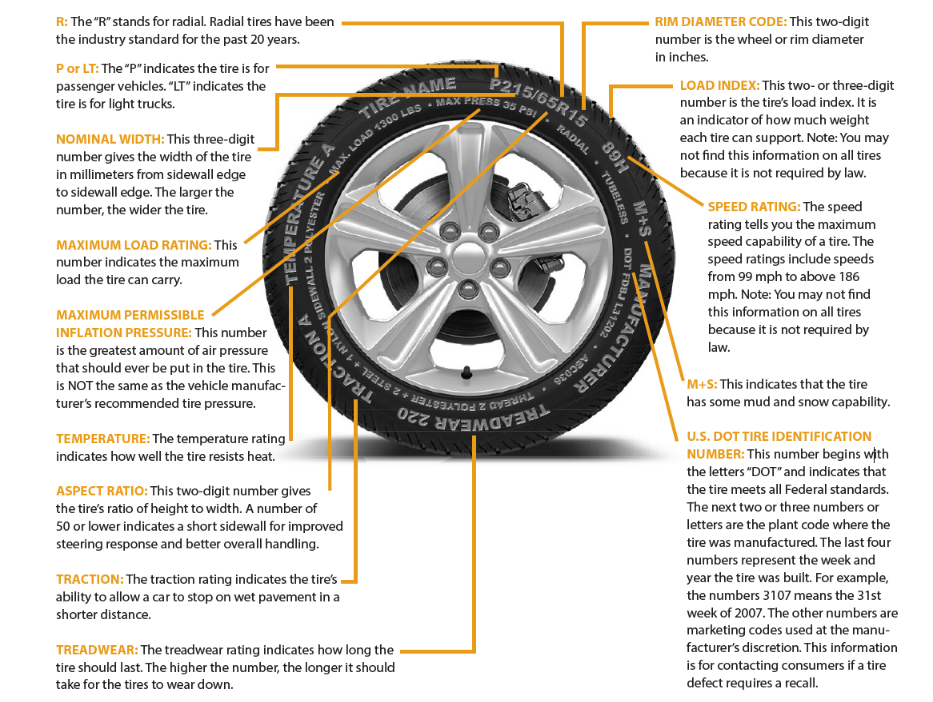 R: The “R” stands for radial. Radial tires have been
the industry standard for the past 20 years.
P or LT: The “P” indicates the tire is for
passenger vehicles. “LT” indicates the
tire is for light trucks.
NOMINAL WIDTH: This three-digit
number gives the width of the tire
in millimeters from sidewall edge
to sidewall edge. The larger the
number, the wider the tire.
MAXIMUM LOAD RATING: This
number indicates the maximum
load the tire can carry.
MAXIMUM PERMISSIBLE
INFLATION PRESSURE: This number
is the greatest amount of air pressure
that should ever be put in the tire. This
is NOT the same as the vehicle manufac-
turer’s recommended tire pressure.
TEMPERATURE: The temperature rating
indicates how well the tire resists heat.
ASPECT RATIO: This two-digit number gives
the tire’s ratio of height to width. A number of
50 or lower indicates a short sidewall for improved
steering response and better overall handling.
TRACTION: The traction rating indicates the tire’s
ability to allow a car to stop on wet pavement in a
shorter distance.
TREADWEAR: The treadwear rating indicates how long the
tire should last. The higher the number, the longer it should
take for the tires to wear down.
TIRE NAME
P215/65R15
89H
M+S
MANUFACTURER
TREADWEAR 220
TRACTION A
TEMPERATURE A
MAX. LOAD 1300 LBS • MAX PRESS 35 PSI • RADIAL • TUBELESS • DOT FDBJ L31202 • ABC036
THREAD 2 POLYESTER + 2 STEEL + 1 NYLON SIDEWALL 2 POLYESTER
RIM DIAMETER CODE: This two-digit
number is the wheel or rim diameter
in inches.
LOAD INDEX: This two- or three-digit
number is the tire’s load index. It is
an indicator of how much weight
each tire can support. Note: You may
not find this information on all tires
because it is not required by law.
SPEED RATING: The speed
rating tells you the maximum
speed capability of a tire. The
speed ratings include speeds
from 99 mph to above 186
mph. Note: You may not find
this information on all tires
because it is not required by
law.
M+S: This indicates that the tire
has some mud and snow capability.
U.S. DOT TIRE IDENTIFICATION
NUMBER: This number begins with
the letters “DOT” and indicates that
the tire meets all Federal standards.
The next two or three numbers or
letters are the plant code where the
tire was manufactured. The last four
numbers represent the week and
year the tire was built. For example,
the numbers 3107 means the 31st
week of 2007. The other numbers are
marketing codes used at the manu-
facturer’s discretion. This information
is for contacting consumers if a tire
defect requires a recall.